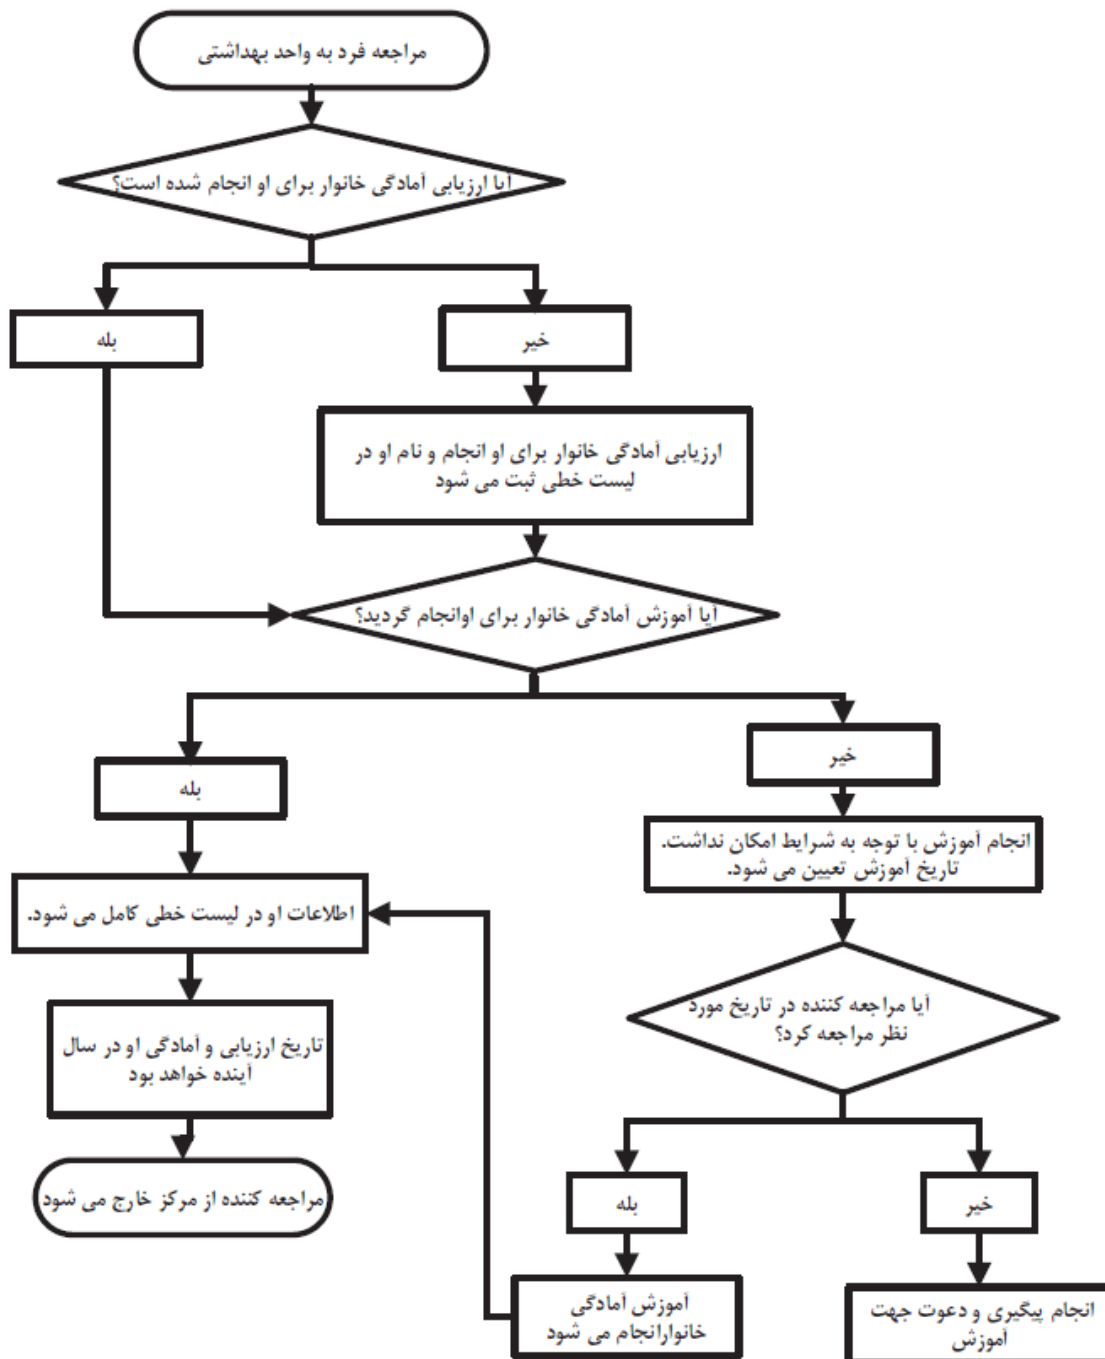 مراجعه فرد به واحد بهداشتی
آیا ارزیابی آمادگی خانوار برای او انجام شده است؟
بله
خیر
ارزیابی آمادگی خانوار برای او انجام و نام او در
لیست خطی ثبت می شود
آیا آموزش آمادگی خانوار برای اوانجام گردید؟
خیر
بله
انجام آموزش با توجه به شرایط امکان نداشت.
تاریخ آموزش تعیین می شود.
اطلاعات او در لیست خطی کامل می شود.
آیا مراجعه کننده در تاریخ مورد
نظر مراجعه کرد؟
تاریخ ارزیابی و آمادگی او در سال
آینده خواهد بود
مراجعه کننده از مرکز خارج می شود
خیر
بله
آموزش آمادگی
خانوارانجام می شود
انجام پیگیری و دعوت جهت
آموزش